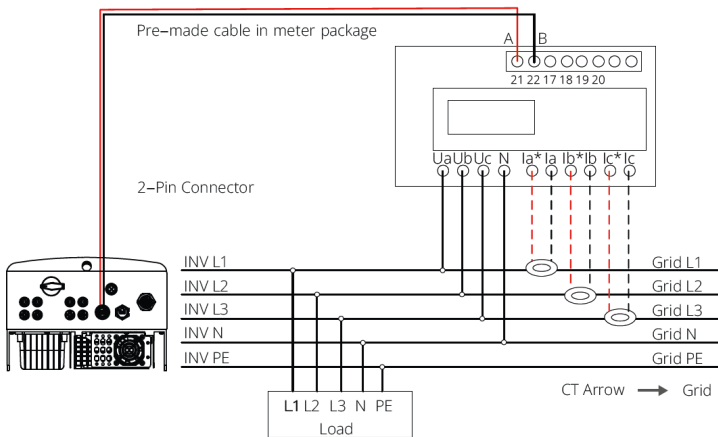 Pre–made cable in meter package
A B
21 22 17 18 19 20
Ua Ub Uc N Ia* Ia Ib* Ib Ic* Ic
2–Pin Connector
INV L1 Grid L1
INV L2 Grid L2
INV L3 Grid L3
INV N Grid N
INV PE Grid PE
CT Arrow Grid
L1 L2 L3 N PE
Load